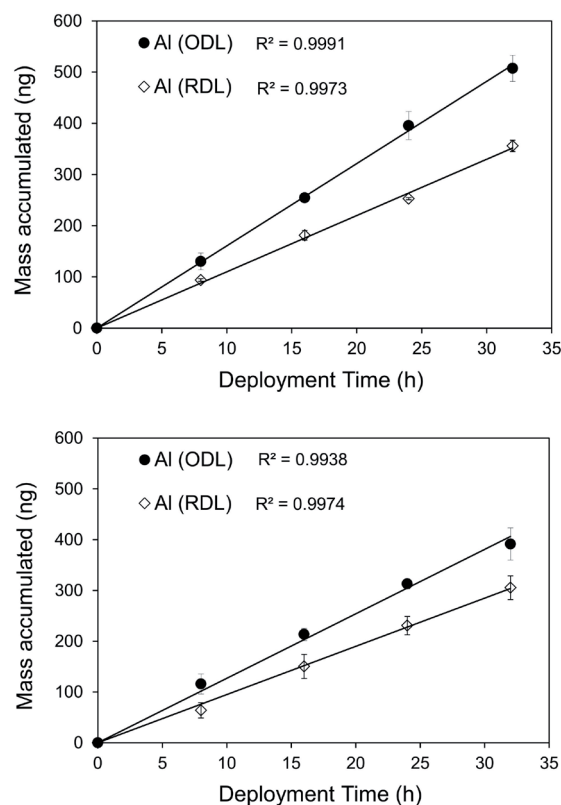 600
500
400
300
200
100
0
Mass accumulated (ng)
Al (ODL) R² = 0.9991
Al (RDL) R² = 0.9973
0 5 10 15 20 25 30 35
Deployment Time (h)
600
500
400
300
200
100
0
Mass accumulated (ng)
Al (ODL) R² = 0.9938
Al (RDL) R² = 0.9974
0 5 10 15 20 25 30 35
Deployment Time (h)